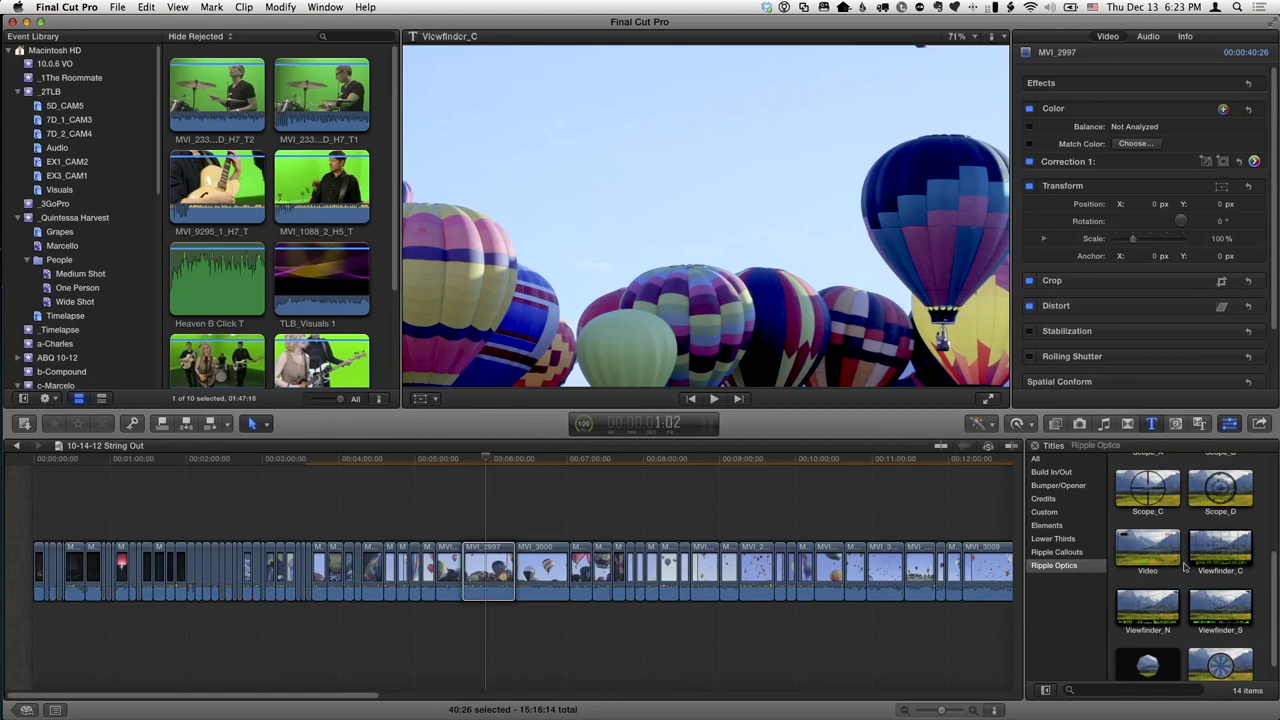 Final Cut Pro File Edit View Mark Clip Modify Window Help
Thu Dec 13 6:23 PM
Final Cut Pro
Event Library
Hide Rejected
Macintosh HD
10.0.6 VO
_1The Roommate
_2TLB
5D_CAM5
7D_1_CAM3
7D_2_CAM4
Audio
EX1_CAM2
EX3_CAM1
Visuals
_3GoPro
_Quintessa Harvest
Grapes
Marcello
People
Medium Shot
One Person
Wide Shot
Timelapse
_Timelapse
a-Charles
ABQ 10-12
b-Compound
c-Marcelo
MVI_233...D_H7_T2
MVI_233...D_H7_T1
MVI_9295_1_H7_T
MVI_1088_2_H5_T
Heaven B Click T
TLB_Visuals 1
1 of 10 selected, 01:47:16
All
Viewfinder_C
71%
Video Audio Info
MVI_2997
00:00:40:26
Effects
Color
Balance: Not Analyzed
Match Color: Choose...
Correction 1:
Transform
Position: X: 0 px Y: 0 px
Rotation: 0 °
Scale: 100 %
Anchor: X: 0 px Y: 0 px
Crop
Distort
Stabilization
Rolling Shutter
Spatial Conform
100
1:02
10-14-12 String Out
00:00:00:00 00:01:00:00 00:02:00:00 00:03:00:00 00:04:00:00 00:05:00:00 00:06:00:00 00:07:00:00 00:08:00:00 00:09:00:00 00:10:00:00 00:11:00:00 00:12:00:00
MVI_2997
MVI_3000
MVI_3009
Titles Ripple Optics
All
Build In/Out
Bumper/Opener
Credits
Custom
Elements
Lower Thirds
Ripple Callouts
Ripple Optics
Scope_C
Scope_D
Video
Viewfinder_C
Viewfinder_N
Viewfinder_S
14 items
40:26 selected - 15:16:14 total